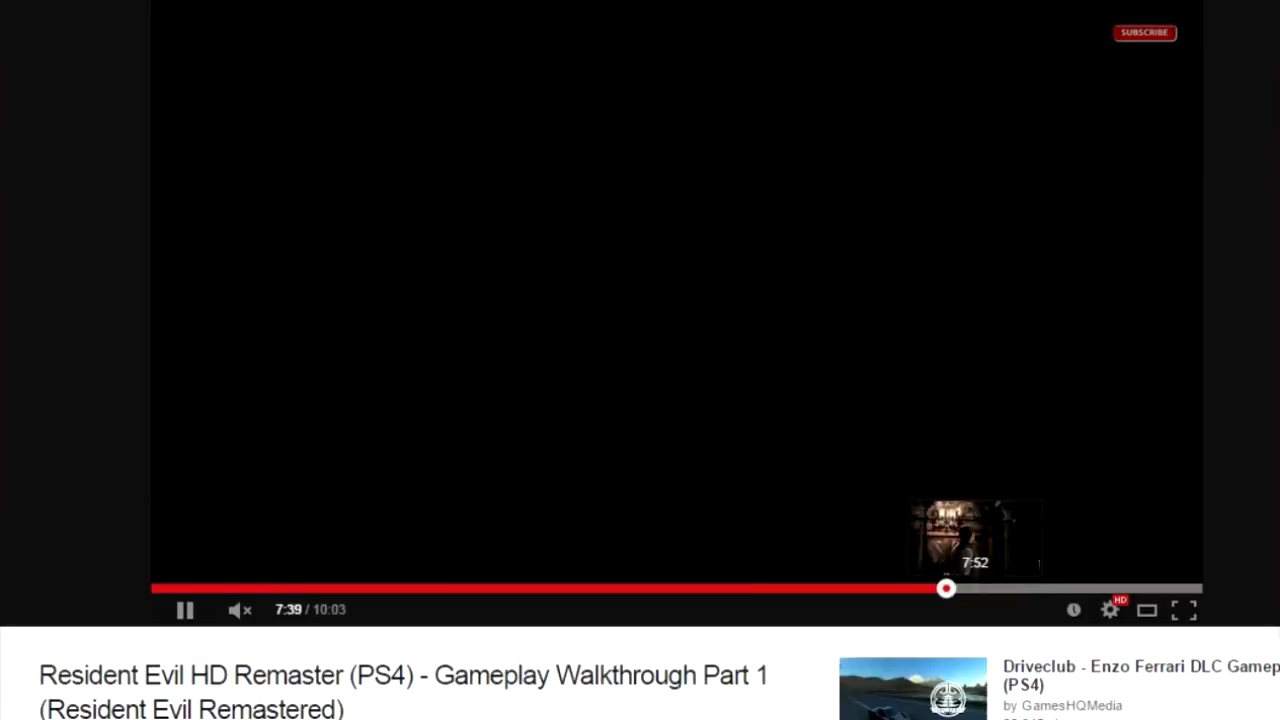 SUBSCRIBE
7:52
7:39 / 10:03
HD
Resident Evil HD Remaster (PS4) - Gameplay Walkthrough Part 1
(Resident Evil Remastered)
Driveclub - Enzo Ferrari DLC Gamep
(PS4)
by GamesHQMedia